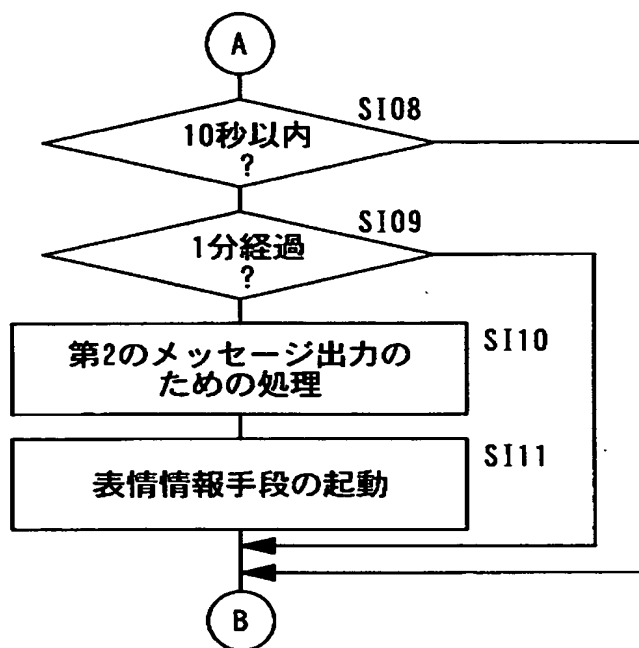 A
SI08
10秒以内
?
SI09
1分経過
?
第2のメッセージ出力の
ための処理
SI10
表情情報手段の起動
SI11
B